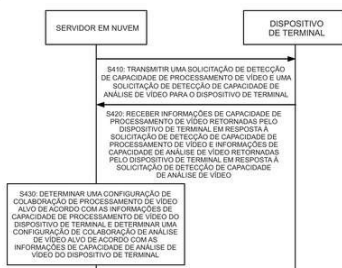 SERVIDOR EM NUVEM
DISPOSITIVO
DE TERMINAL
S410: TRANSMITIR UMA SOLICITAÇÃO DE DETECÇÃO
DE CAPACIDADE DE PROCESSAMENTO DE VÍDEO E UMA
SOLICITAÇÃO DE DETECÇÃO DE CAPACIDADE DE
ANÁLISE DE VÍDEO PARA O DISPOSITIVO DE TERMINAL
S420: RECEBER INFORMAÇÕES DE CAPACIDADE DE
PROCESSAMENTO DE VÍDEO RETORNADAS PELO
DISPOSITIVO DE TERMINAL EM RESPOSTA À
SOLICITAÇÃO DE DETECÇÃO DE CAPACIDADE DE
PROCESSAMENTO DE VÍDEO E INFORMAÇÕES DE
CAPACIDADE DE ANÁLISE DE VÍDEO RETORNADAS
PELO DISPOSITIVO DE TERMINAL EM RESPOSTA À
SOLICITAÇÃO DE DETECÇÃO DE CAPACIDADE
DE ANÁLISE DE VÍDEO
S430: DETERMINAR UMA CONFIGURAÇÃO DE
COLABORAÇÃO DE PROCESSAMENTO DE VÍDEO
ALVO DE ACORDO COM AS INFORMAÇÕES DE
CAPACIDADE DE PROCESSAMENTO DE VÍDEO DO
DISPOSITIVO DE TERMINAL E DETERMINAR UMA
CONFIGURAÇÃO DE COLABORAÇÃO DE ANÁLISE
DE VÍDEO ALVO DE ACORDO COM AS
INFORMAÇÕES DE CAPACIDADE DE ANÁLISE DE
VÍDEO DO DISPOSITIVO DE TERMINAL